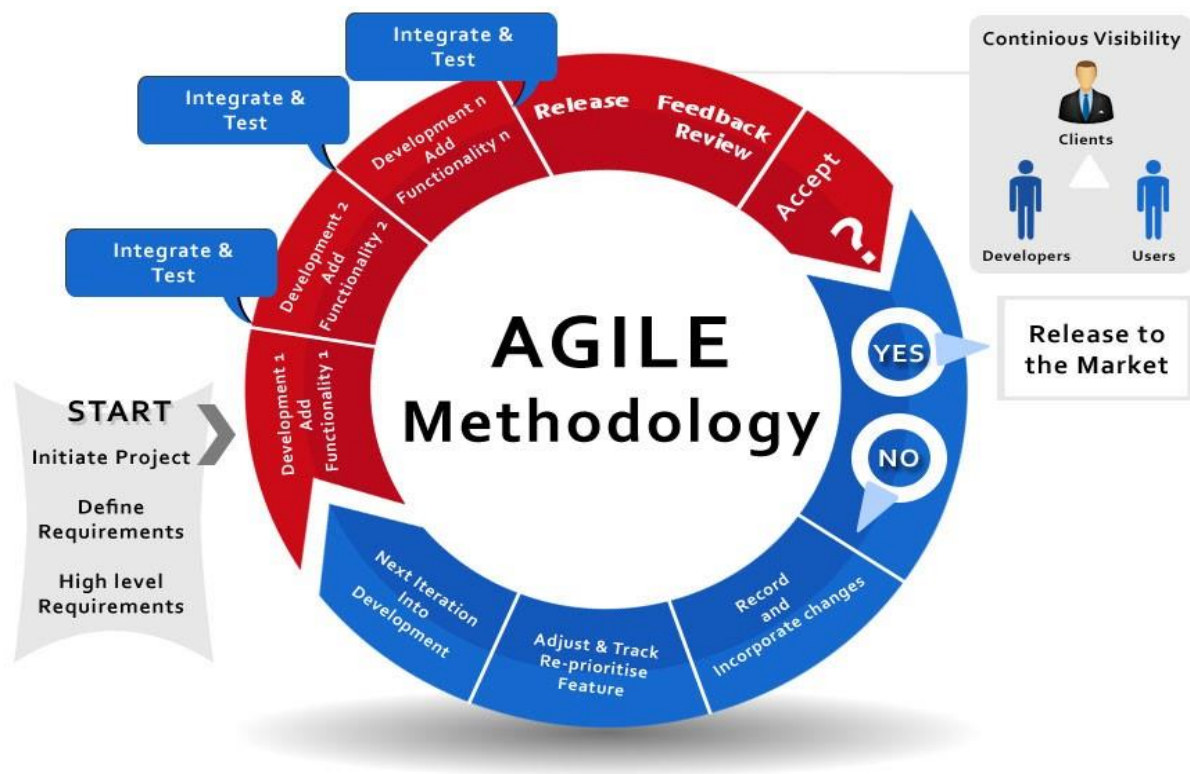 START
Initiate Project
Define
Requirements
High level
Requirements
Development 1
Add
Functionality 1
Integrate &
Test
Development 2
Add
Functionality 2
Integrate &
Test
Development n
Add
Functionality n
Integrate &
Test
Release Feedback
Review
Accept
?
YES
NO
Release to
the Market
Record
and
Incorporate changes
Adjust & Track
Re-prioritise
Feature
Next Iteration
Into
Development
AGILE
Methodology
Continious Visibility
Clients
Developers Users